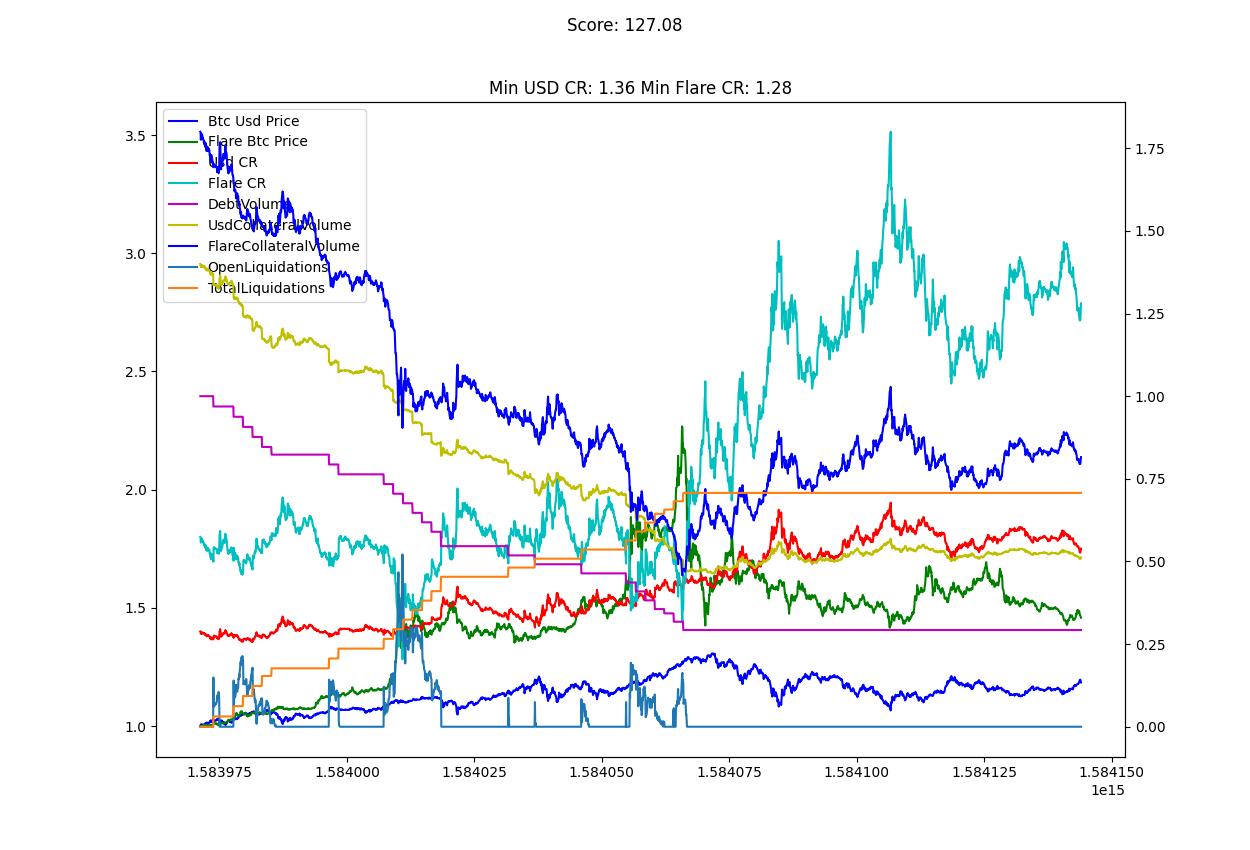 Score: 127.08
Min USD CR: 1.36 Min Flare CR: 1.28
Btc Usd Price
Flare Btc Price
Usd CR
Flare CR
DebtVolume
UsdCollateralVolume
FlareCollateralVolume
OpenLiquidations
TotalLiquidations
3.5
3.0
2.5
2.0
1.5
1.0
1.75
1.50
1.25
1.00
0.75
0.50
0.25
0.00
1.583975 1.584000 1.584025 1.584050 1.584075 1.584100 1.584125 1.584150
1e15